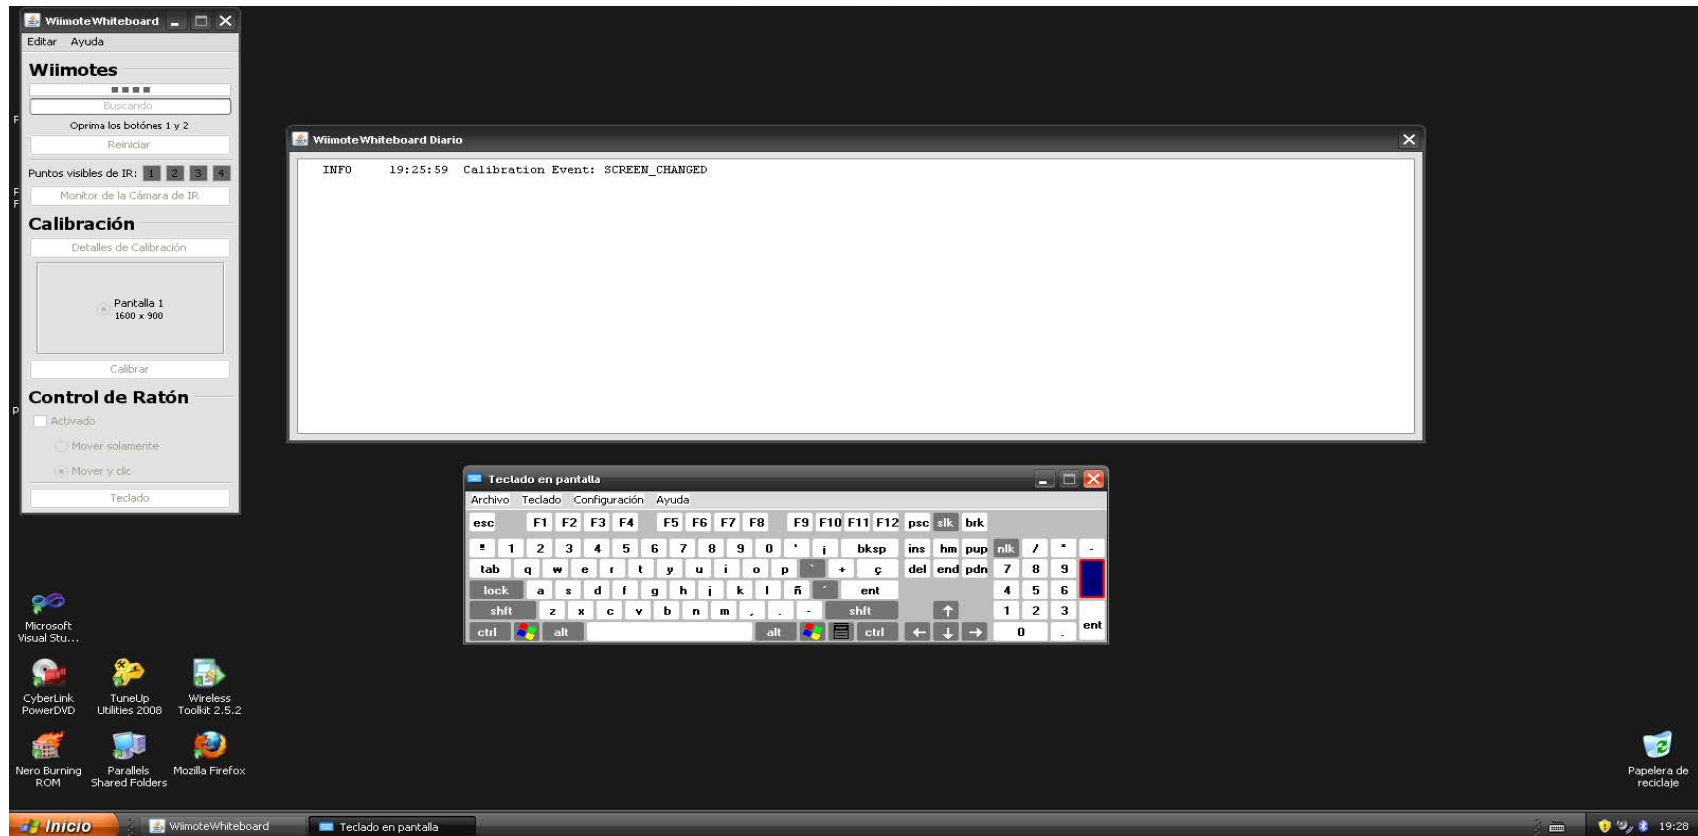 WiimoteWhiteboard
Editar Ayuda
Wiimotes
Buscando
Oprima los botónes 1 y 2
Reiniciar
Puntos visibles de IR: 1 2 3 4
Monitor de la Cámara de IR
Calibración
Detalles de Calibración
Pantalla 1
1600 x 900
Calibrar
Control de Ratón
Activado
Mover solamente
Mover y clic
Teclado
WiimoteWhiteboard Diario
INFO 19:25:59 Calibration Event: SCREEN_CHANGED
Teclado en pantalla
Archivo Teclado Configuración Ayuda
esc F1 F2 F3 F4 F5 F6 F7 F8 F9 F10 F11 F12 psc slk brk
º 1 2 3 4 5 6 7 8 9 0 ' ¡ bksp ins hm pup nlk / * -
tab q w e r t y u i o p ` + ç del end pdn 7 8 9
lock a s d f g h j k l ñ ´ ent 4 5 6
shft z x c v b n m , . - shft ↑ 1 2 3
ctrl alt alt ctrl ← ↓ → 0 . ent
F
F
F
P
Microsoft
Visual Stu...
CyberLink
PowerDVD
TuneUp
Utilities 2008
Wireless
Toolkit 2.5.2
Nero Burning
ROM
Parallels
Shared Folders
Mozilla Firefox
Papelera de
reciclaje
Inicio
WiimoteWhiteboard
Teclado en pantalla
19:28